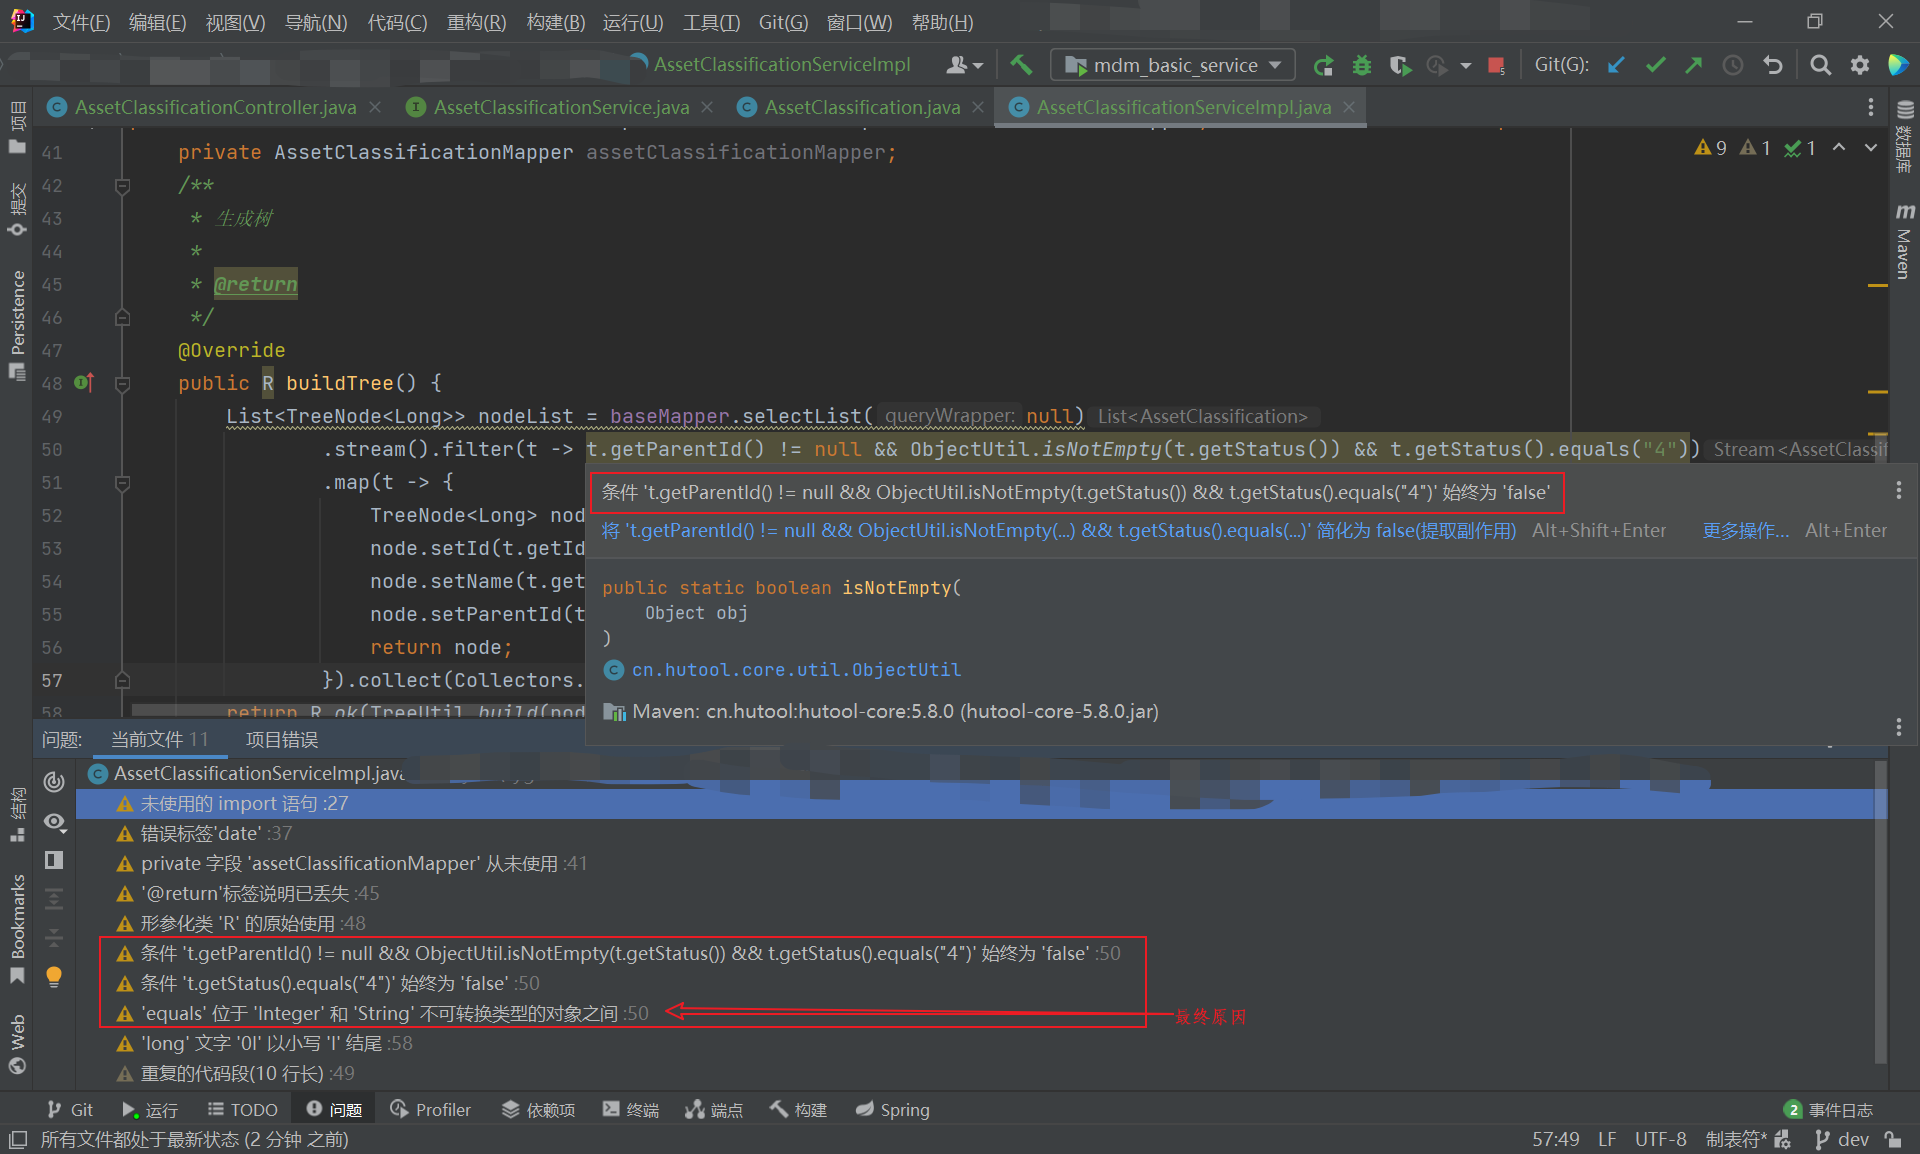 文件(F) 编辑(E) 视图(V) 导航(N) 代码(C) 重构(R) 构建(B) 运行(U) 工具(T) Git(G) 窗口(W) 帮助(H)
AssetClassificationServiceImpl mdm_basic_service Git(G):
AssetClassificationController.java AssetClassificationService.java AssetClassification.java AssetClassificationServiceImpl.java
项目
提交
Persistence
结构
Bookmarks
Web
数据库
Maven
9 1 1
41 private AssetClassificationMapper assetClassificationMapper;
42 /**
43 * 生成树
44 *
45 * @return
46 */
47 @Override
48 public R buildTree() {
49 List<TreeNode<Long>> nodeList = baseMapper.selectList( queryWrapper: null) List<AssetClassification>
50 .stream().filter(t -> t.getParentId() != null && ObjectUtil.isNotEmpty(t.getStatus()) && t.getStatus().equals("4")) Stream<AssetClassif
51 .map(t -> {
52 TreeNode<Long> nod
53 node.setId(t.getId
54 node.setName(t.get
55 node.setParentId(t
56 return node;
57 }).collect(Collectors.
58 return R.ok(TreeUtil.build(nod
条件 't.getParentId() != null && ObjectUtil.isNotEmpty(t.getStatus()) && t.getStatus().equals("4")' 始终为 'false'
将 't.getParentId() != null && ObjectUtil.isNotEmpty(...) && t.getStatus().equals(...)' 简化为 false(提取副作用) Alt+Shift+Enter 更多操作... Alt+Enter
public static boolean isNotEmpty(
Object obj
)
cn.hutool.core.util.ObjectUtil
Maven: cn.hutool:hutool-core:5.8.0 (hutool-core-5.8.0.jar)
问题: 当前文件 11 项目错误
AssetClassificationServiceImpl.java
未使用的 import 语句 :27
错误标签'date' :37
private 字段 'assetClassificationMapper' 从未使用 :41
'@return'标签说明已丢失 :45
形参化类 'R' 的原始使用 :48
条件 't.getParentId() != null && ObjectUtil.isNotEmpty(t.getStatus()) && t.getStatus().equals("4")' 始终为 'false' :50
条件 't.getStatus().equals("4")' 始终为 'false' :50
'equals' 位于 'Integer' 和 'String' 不可转换类型的对象之间 :50
最终原因
'long' 文字 '0l' 以小写 'l' 结尾 :58
重复的代码段(10 行长) :49
Git 运行 TODO 问题 Profiler 依赖项 终端 端点 构建 Spring 2 事件日志
所有文件都处于最新状态 (2 分钟 之前) 57:49 LF UTF-8 制表符* dev